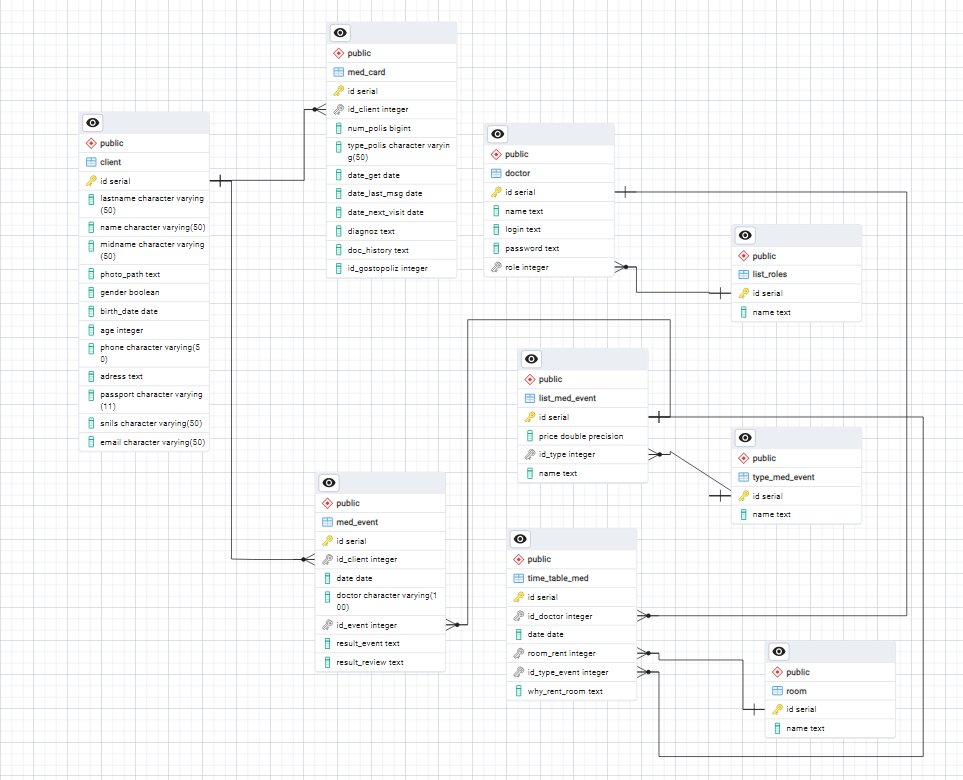 public
med_card
id serial
id_client integer
num_polis bigint
type_polis character varyin
g(50)
date_get date
date_last_msg date
date_next_visit date
diagnoz text
doc_history text
id_gostopoliz integer
public
client
id serial
lastname character varying
(50)
name character varying(50)
midname character varying
(50)
photo_path text
gender boolean
birth_date date
age integer
phone character varying(5
0)
adress text
passport character varying
(11)
snils character varying(50)
email character varying(50)
public
doctor
id serial
name text
login text
password text
role integer
public
list_roles
id serial
name text
public
list_med_event
id serial
price double precision
id_type integer
name text
public
type_med_event
id serial
name text
public
med_event
id serial
id_client integer
date date
doctor character varying(1
00)
id_event integer
result_event text
result_review text
public
time_table_med
id serial
id_doctor integer
date date
room_rent integer
id_type_event integer
why_rent_room text
public
room
id serial
name text